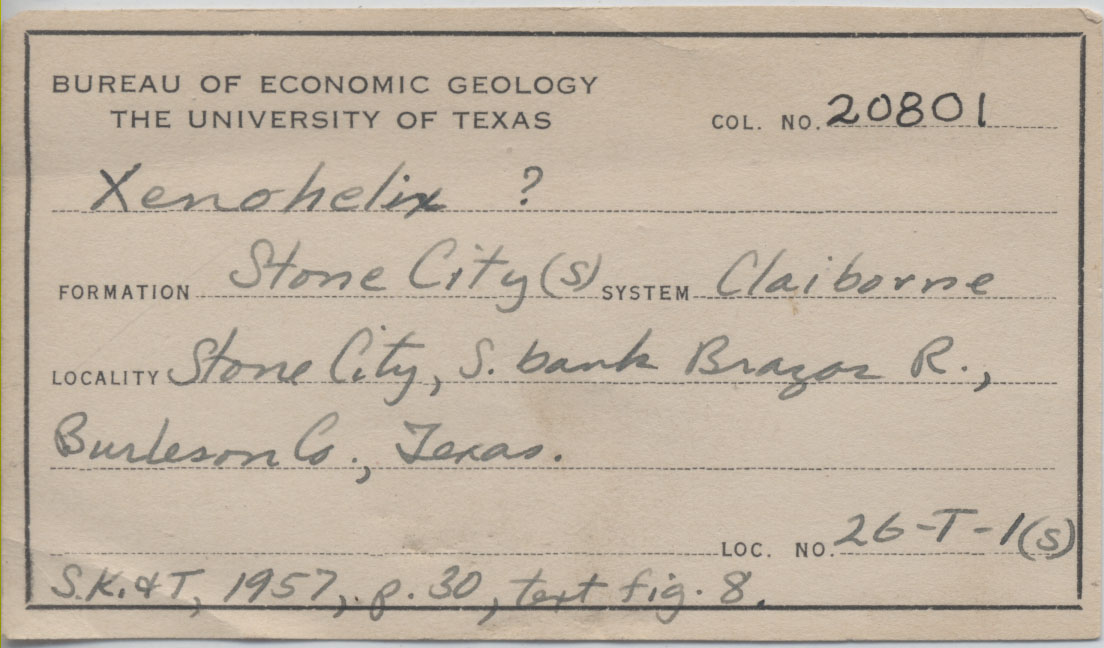 BUREAU OF ECONOMIC GEOLOGY
THE UNIVERSITY OF TEXAS
COL. NO. 20801
Xenohelix ?
FORMATION Stone City (s) SYSTEM Claiborne
LOCALITY Stone City, S. bank Brazos R.,
Burleson Co., Texas.
LOC. NO. 26-T-1(s)
S.K.&T, 1957, p. 30, text fig. 8.